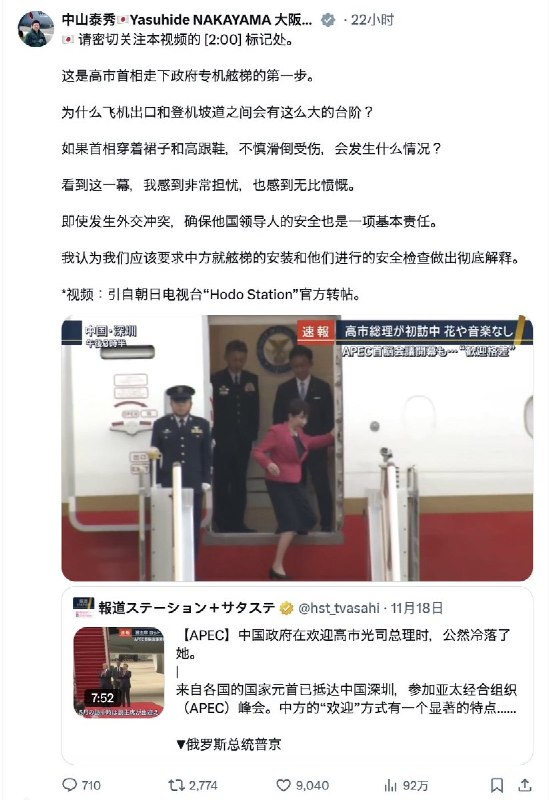 中山泰秀🇯🇵Yasuhide NAKAYAMA 大阪... · 22小时
🇯🇵 请密切关注本视频的 [2:00] 标记处。
这是高市首相走下政府专机舷梯的第一步。
为什么飞机出口和登机坡道之间会有这么大的台阶？
如果首相穿着裙子和高跟鞋，不慎滑倒受伤，会发生什么情况？
看到这一幕，我感到非常担忧，也感到无比愤慨。
即使发生外交冲突，确保他国领导人的安全也是一项基本责任。
我认为我们应该要求中方就舷梯的安装和他们进行的安全检查做出彻底解释。
*视频：引自朝日电视台“Hodo Station”官方转帖。
中国・深圳
午後8時半
速報 高市総理が初訪中 花や音楽なし
APEC首脳会議開幕も…“歓迎格差”
報道ステーション＋サタステ @hst_tvasahi · 11月18日
【APEC】中国政府在欢迎高市光司总理时，公然冷落了
她。
|
来自各国的国家元首已抵达中国深圳，参加亚太经合组织
（APEC）峰会。中方的“欢迎”方式有一个显著的特点......
▼俄罗斯总统普京
7:52
710 2,774 9,040 92万